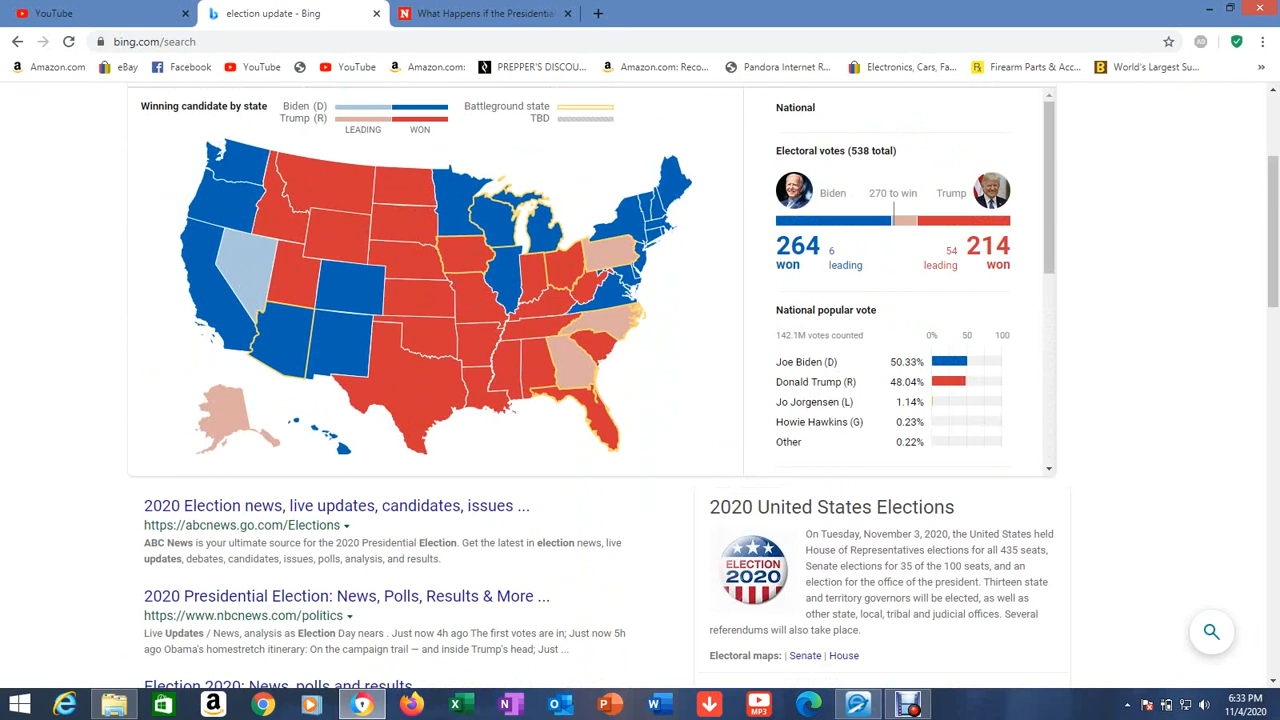 YouTube
election update - Bing
What Happens if the Presidential
bing.com/search
Amazon.com
eBay
Facebook
YouTube
YouTube
Amazon.com:
PREPPER'S DISCOU...
Amazon.com: Reco...
Pandora Internet R...
Electronics, Cars, Fa...
Firearm Parts & Acc...
World's Largest Su...
Winning candidate by state
Biden (D)
Trump (R)
LEADING
WON
Battleground state
TBD
National
Electoral votes (538 total)
Biden
270 to win
Trump
264
won
6
leading
54
leading
214
won
National popular vote
142.1M votes counted
0%
50
100
Joe Biden (D) 50.33%
Donald Trump (R) 48.04%
Jo Jorgensen (L) 1.14%
Howie Hawkins (G) 0.23%
Other 0.22%
2020 Election news, live updates, candidates, issues ...
https://abcnews.go.com/Elections
ABC News is your ultimate source for the 2020 Presidential Election. Get the latest in election news, live
updates, debates, candidates, issues, polls, analysis, and results.
2020 Presidential Election: News, Polls, Results & More ...
https://www.nbcnews.com/politics
Live Updates / News, analysis as Election Day nears . Just now 4h ago The first votes are in; Just now 5h
ago Obama's homestretch itinerary: On the campaign trail — and inside Trump's head; Just ...
Election 2020: News, polls and results
2020 United States Elections
ELECTION
2020
On Tuesday, November 3, 2020, the United States held
House of Representatives elections for all 435 seats,
Senate elections for 35 of the 100 seats, and an
election for the office of the president. Thirteen state
and territory governors will be elected, as well as
other state, local, tribal and judicial offices. Several
referendums will also take place.
Electoral maps: | Senate | House
6:33 PM
11/4/2020